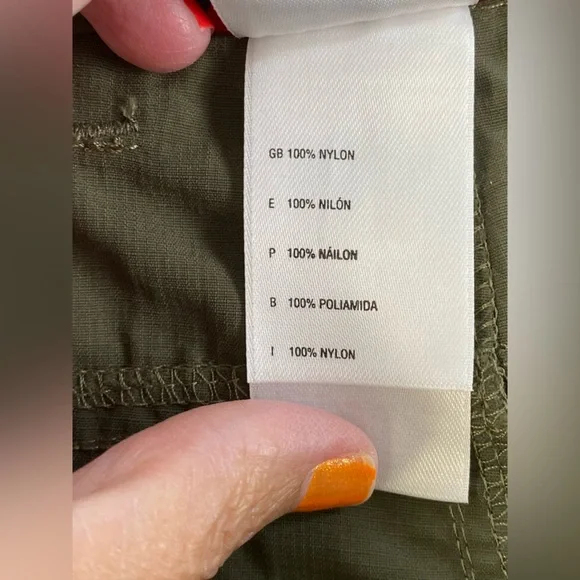 GB 100% NYLON
E 100% NILÓN
P 100% NÁILON
B 100% POLIAMIDA
I 100% NYLON